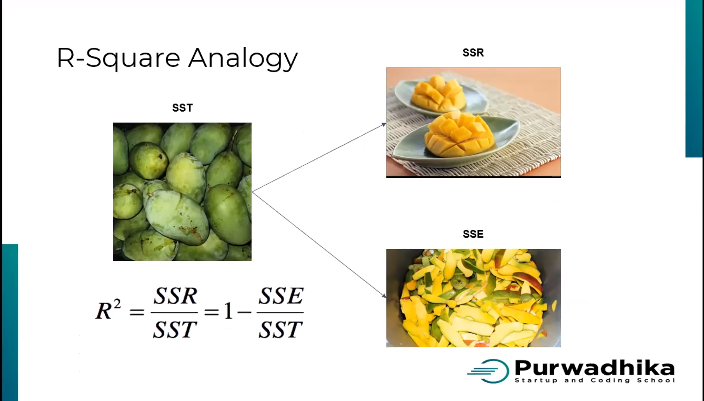 R-Square Analogy
SST
SSR
SSE
R² = SSR/SST = 1 − SSE/SST
Purwadhika
Startup and Coding School